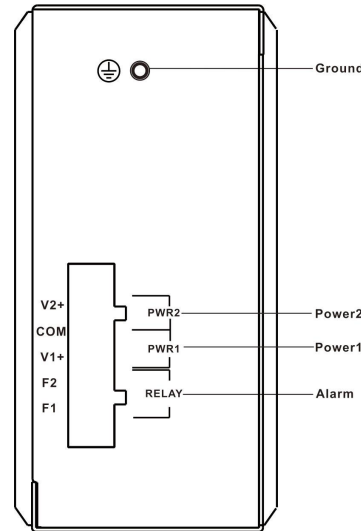 Ground
V2+
PWR2
Power2
COM
V1+
PWR1
Power1
F2
RELAY
Alarm
F1